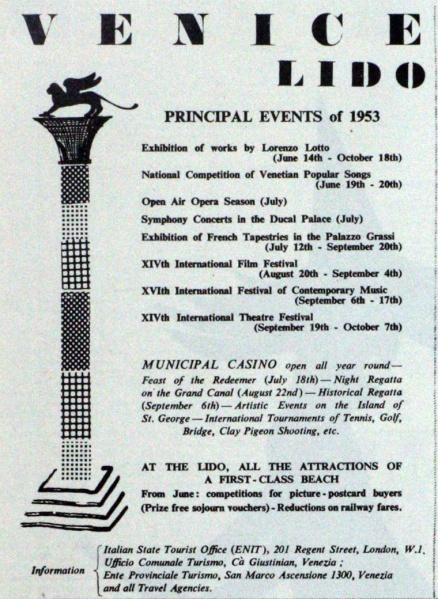 VENICE
LIDO
PRINCIPAL EVENTS of 1953
Exhibition of works by Lorenzo Lotto
(June 14th - October 18th)
National Competition of Venetian Popular Songs
(June 19th - 20th)
Open Air Opera Season (July)
Symphony Concerts in the Ducal Palace (July)
Exhibition of French Tapestries in the Palazzo Grassi
(July 12th - September 20th)
XIVth International Film Festival
(August 20th - September 4th)
XVIth International Festival of Contemporary Music
(September 6th - 17th)
XIVth International Theatre Festival
(September 19th - October 7th)
MUNICIPAL CASINO open all year round—
Feast of the Redeemer (July 18th)—Night Regatta
on the Grand Canal (August 22nd)—Historical Regatta
(September 6th)—Artistic Events on the Island of
St. George—International Tournaments of Tennis, Golf,
Bridge, Clay Pigeon Shooting, etc.
AT THE LIDO, ALL THE ATTRACTIONS OF
A FIRST-CLASS BEACH
From June: competitions for picture-postcard buyers
(Prize free sojourn vouchers) - Reductions on railway fares.
Information
Italian State Tourist Office (ENIT), 201 Regent Street, London, W.1.
Ufficio Comunale Turismo, Cà Giustinian, Venezia;
Ente Provinciale Turismo, San Marco Ascensione 1300, Venezia
and all Travel Agencies.